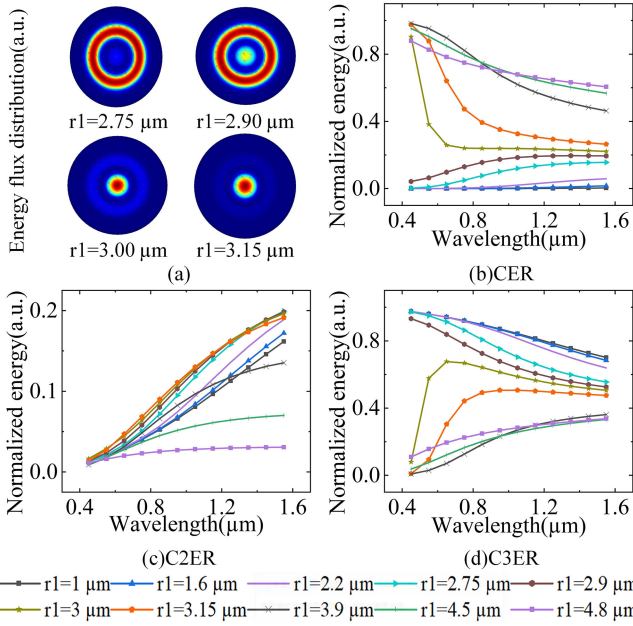 Energy flux distribution(a.u.)
r1=2.75 µm
r1=2.90 µm
r1=3.00 µm
r1=3.15 µm
(a)
Normalized energy(a.u.)
0.8
0.4
0.0
0.4
0.8
1.2
1.6
Wavelength(µm)
(b)CER
Normalized energy(a.u.)
0.2
0.1
0.0
0.4
0.8
1.2
1.6
Wavelength(µm)
(c)C2ER
Normalized energy(a.u.)
0.8
0.4
0.0
0.4
0.8
1.2
1.6
Wavelength(µm)
(d)C3ER
r1=1 µm
r1=1.6 µm
r1=2.2 µm
r1=2.75 µm
r1=2.9 µm
r1=3 µm
r1=3.15 µm
r1=3.9 µm
r1=4.5 µm
r1=4.8 µm